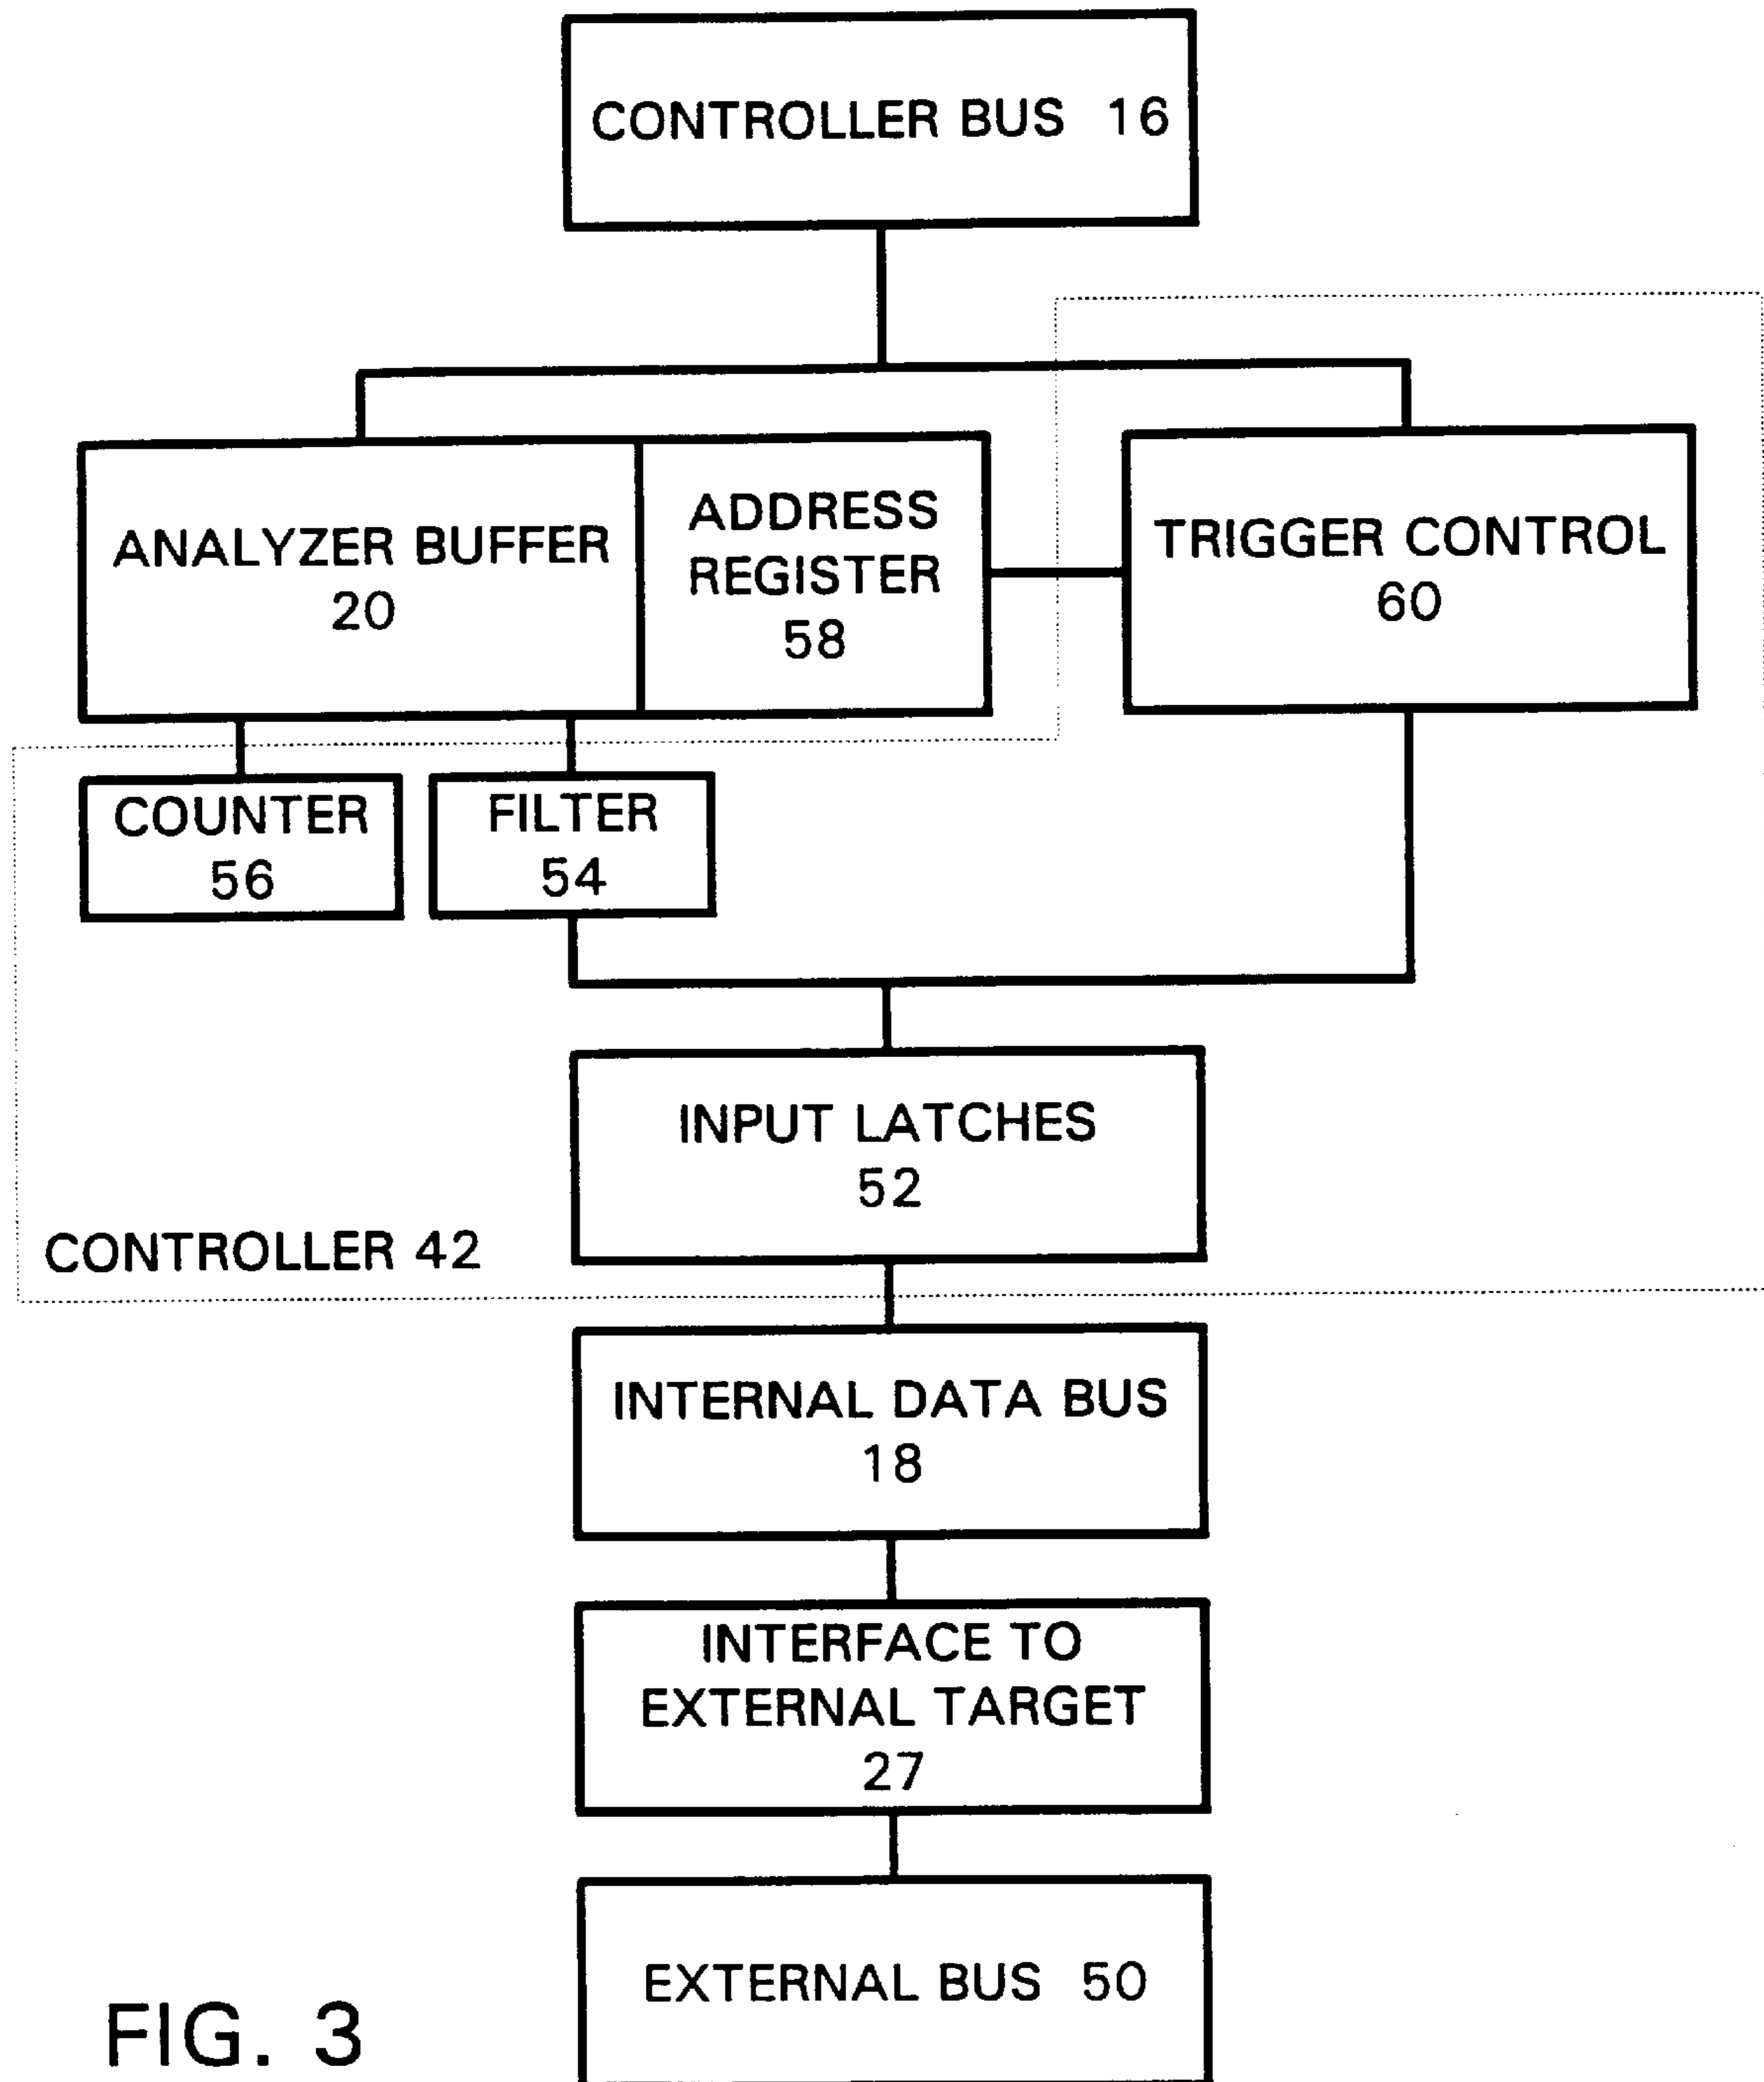 CONTROLLER BUS 16
ANALYZER BUFFER
20
ADDRESS
REGISTER
58
TRIGGER CONTROL
60
COUNTER
56
FILTER
54
INPUT LATCHES
52
CONTROLLER 42
INTERNAL DATA BUS
18
INTERFACE TO
EXTERNAL TARGET
27
EXTERNAL BUS 50
FIG. 3